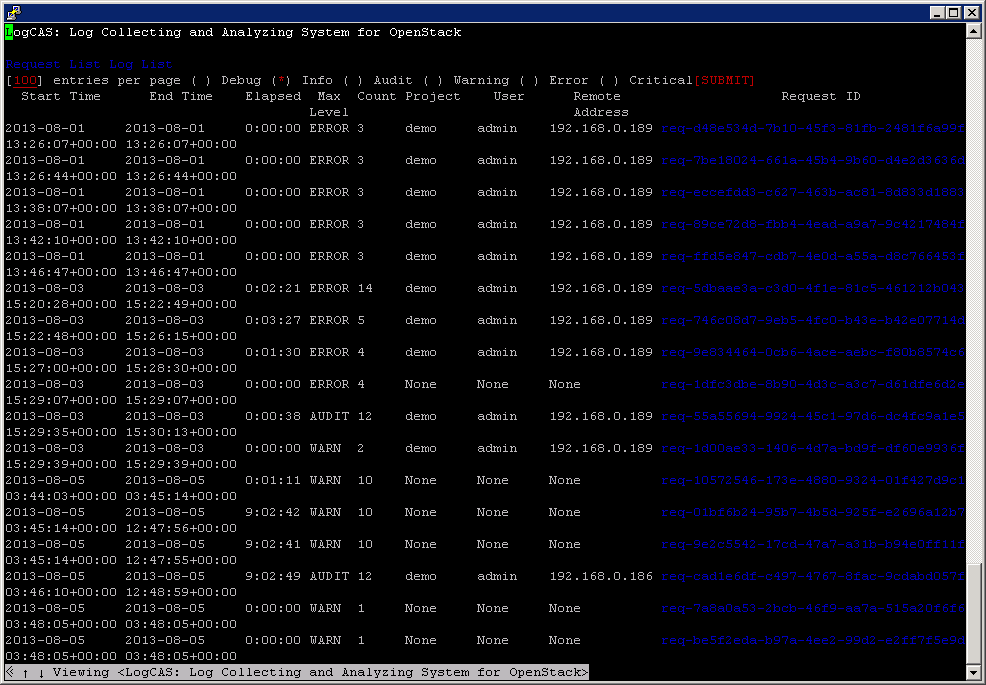 LogCAS: Log Collecting and Analyzing System for OpenStack
Request List Log List
[100] entries per page ( ) Debug (*) Info ( ) Audit ( ) Warning ( ) Error ( ) Critical[SUBMIT]
Start Time End Time Elapsed Max Count Project User Remote Request ID
Level Address
2013-08-01 2013-08-01 0:00:00 ERROR 3 demo admin 192.168.0.189
13:26:07+00:00 13:26:07+00:00
2013-08-01 2013-08-01 0:00:00 ERROR 3 demo admin 192.168.0.189
13:26:44+00:00 13:26:44+00:00
2013-08-01 2013-08-01 0:00:00 ERROR 3 demo admin 192.168.0.189
13:38:07+00:00 13:38:07+00:00
2013-08-01 2013-08-01 0:00:00 ERROR 3 demo admin 192.168.0.189
13:42:10+00:00 13:42:10+00:00
2013-08-01 2013-08-01 0:00:00 ERROR 3 demo admin 192.168.0.189
13:46:47+00:00 13:46:47+00:00
2013-08-03 2013-08-03 0:02:21 ERROR 14 demo admin 192.168.0.189
15:20:28+00:00 15:22:49+00:00
2013-08-03 2013-08-03 0:03:27 ERROR 5 demo admin 192.168.0.189
15:22:48+00:00 15:26:15+00:00
2013-08-03 2013-08-03 0:01:30 ERROR 4 demo admin 192.168.0.189
15:27:00+00:00 15:28:30+00:00
2013-08-03 2013-08-03 0:00:00 ERROR 4 None None None
15:29:07+00:00 15:29:07+00:00
2013-08-03 2013-08-03 0:00:38 AUDIT 12 demo admin 192.168.0.189
15:29:35+00:00 15:30:13+00:00
2013-08-03 2013-08-03 0:00:00 WARN 2 demo admin 192.168.0.189
15:29:39+00:00 15:29:39+00:00
2013-08-05 2013-08-05 0:01:11 WARN 10 None None None
03:44:03+00:00 03:45:14+00:00
2013-08-05 2013-08-05 9:02:42 WARN 10 None None None
03:45:14+00:00 12:47:56+00:00
2013-08-05 2013-08-05 9:02:41 WARN 10 None None None
03:45:14+00:00 12:47:55+00:00
2013-08-05 2013-08-05 9:02:49 AUDIT 12 demo admin 192.168.0.186
03:46:10+00:00 12:48:59+00:00
2013-08-05 2013-08-05 0:00:00 WARN 1 None None None
03:48:05+00:00 03:48:05+00:00
2013-08-05 2013-08-05 0:00:00 WARN 1 None None None
03:48:05+00:00 03:48:05+00:00
« ↑ ↓ Viewing <LogCAS: Log Collecting and Analyzing System for OpenStack>